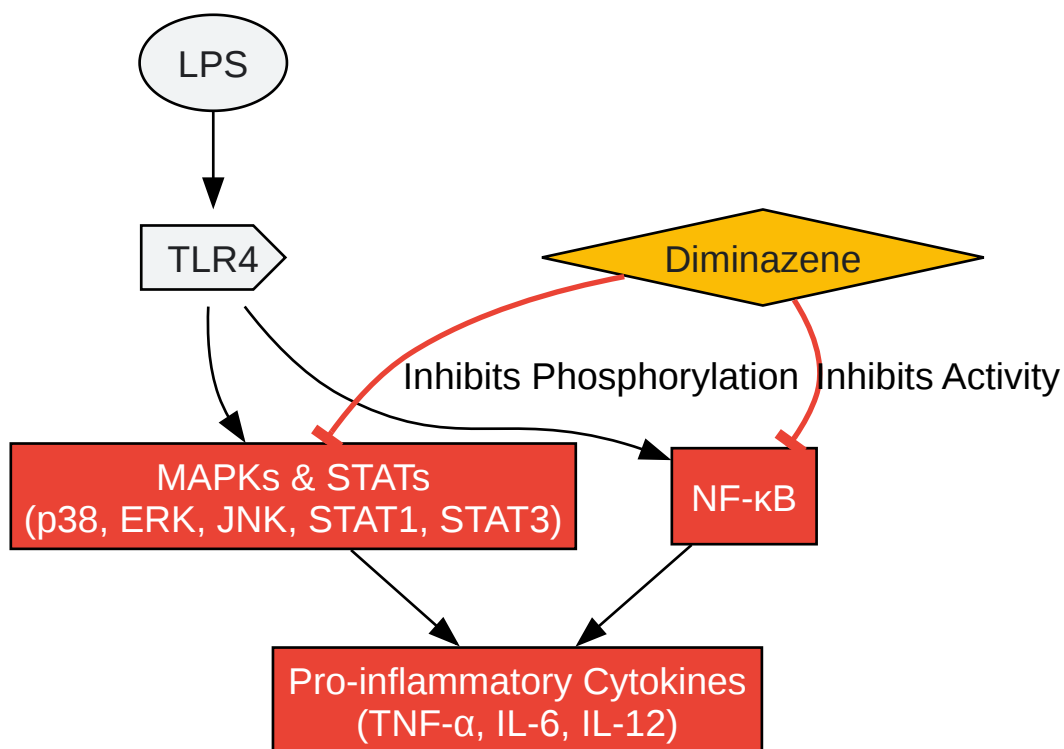 LPS
TLR4
Diminazene
Inhibits Phosphorylation
Inhibits Activity
MAPKs & STATs
(p38, ERK, JNK, STAT1, STAT3)
NF-κB
Pro-inflammatory Cytokines
(TNF-α, IL-6, IL-12)